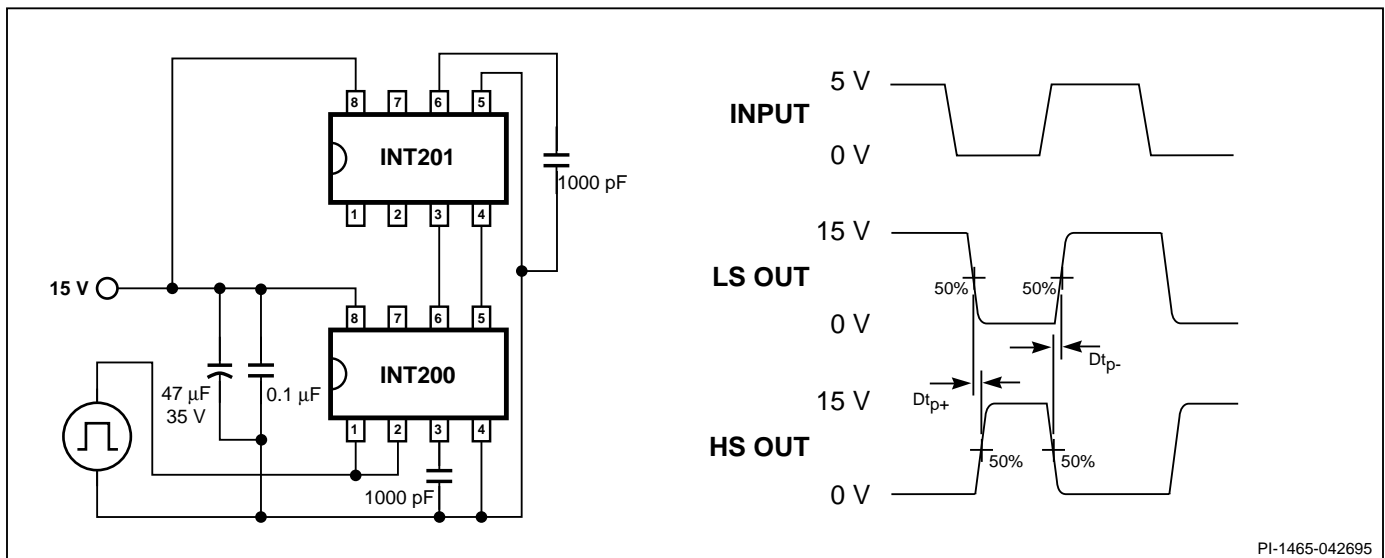 8 7 6 5
INT201
1 2 3 4
1000 pF
15 V
8 7 6 5
INT200
1 2 3 4
47 μF
35 V
0.1 μF
1000 pF
INPUT
5 V
0 V
LS OUT
15 V
0 V
50%
50%
Dtp-
Dtp+
HS OUT
15 V
0 V
50%
50%
PI-1465-042695